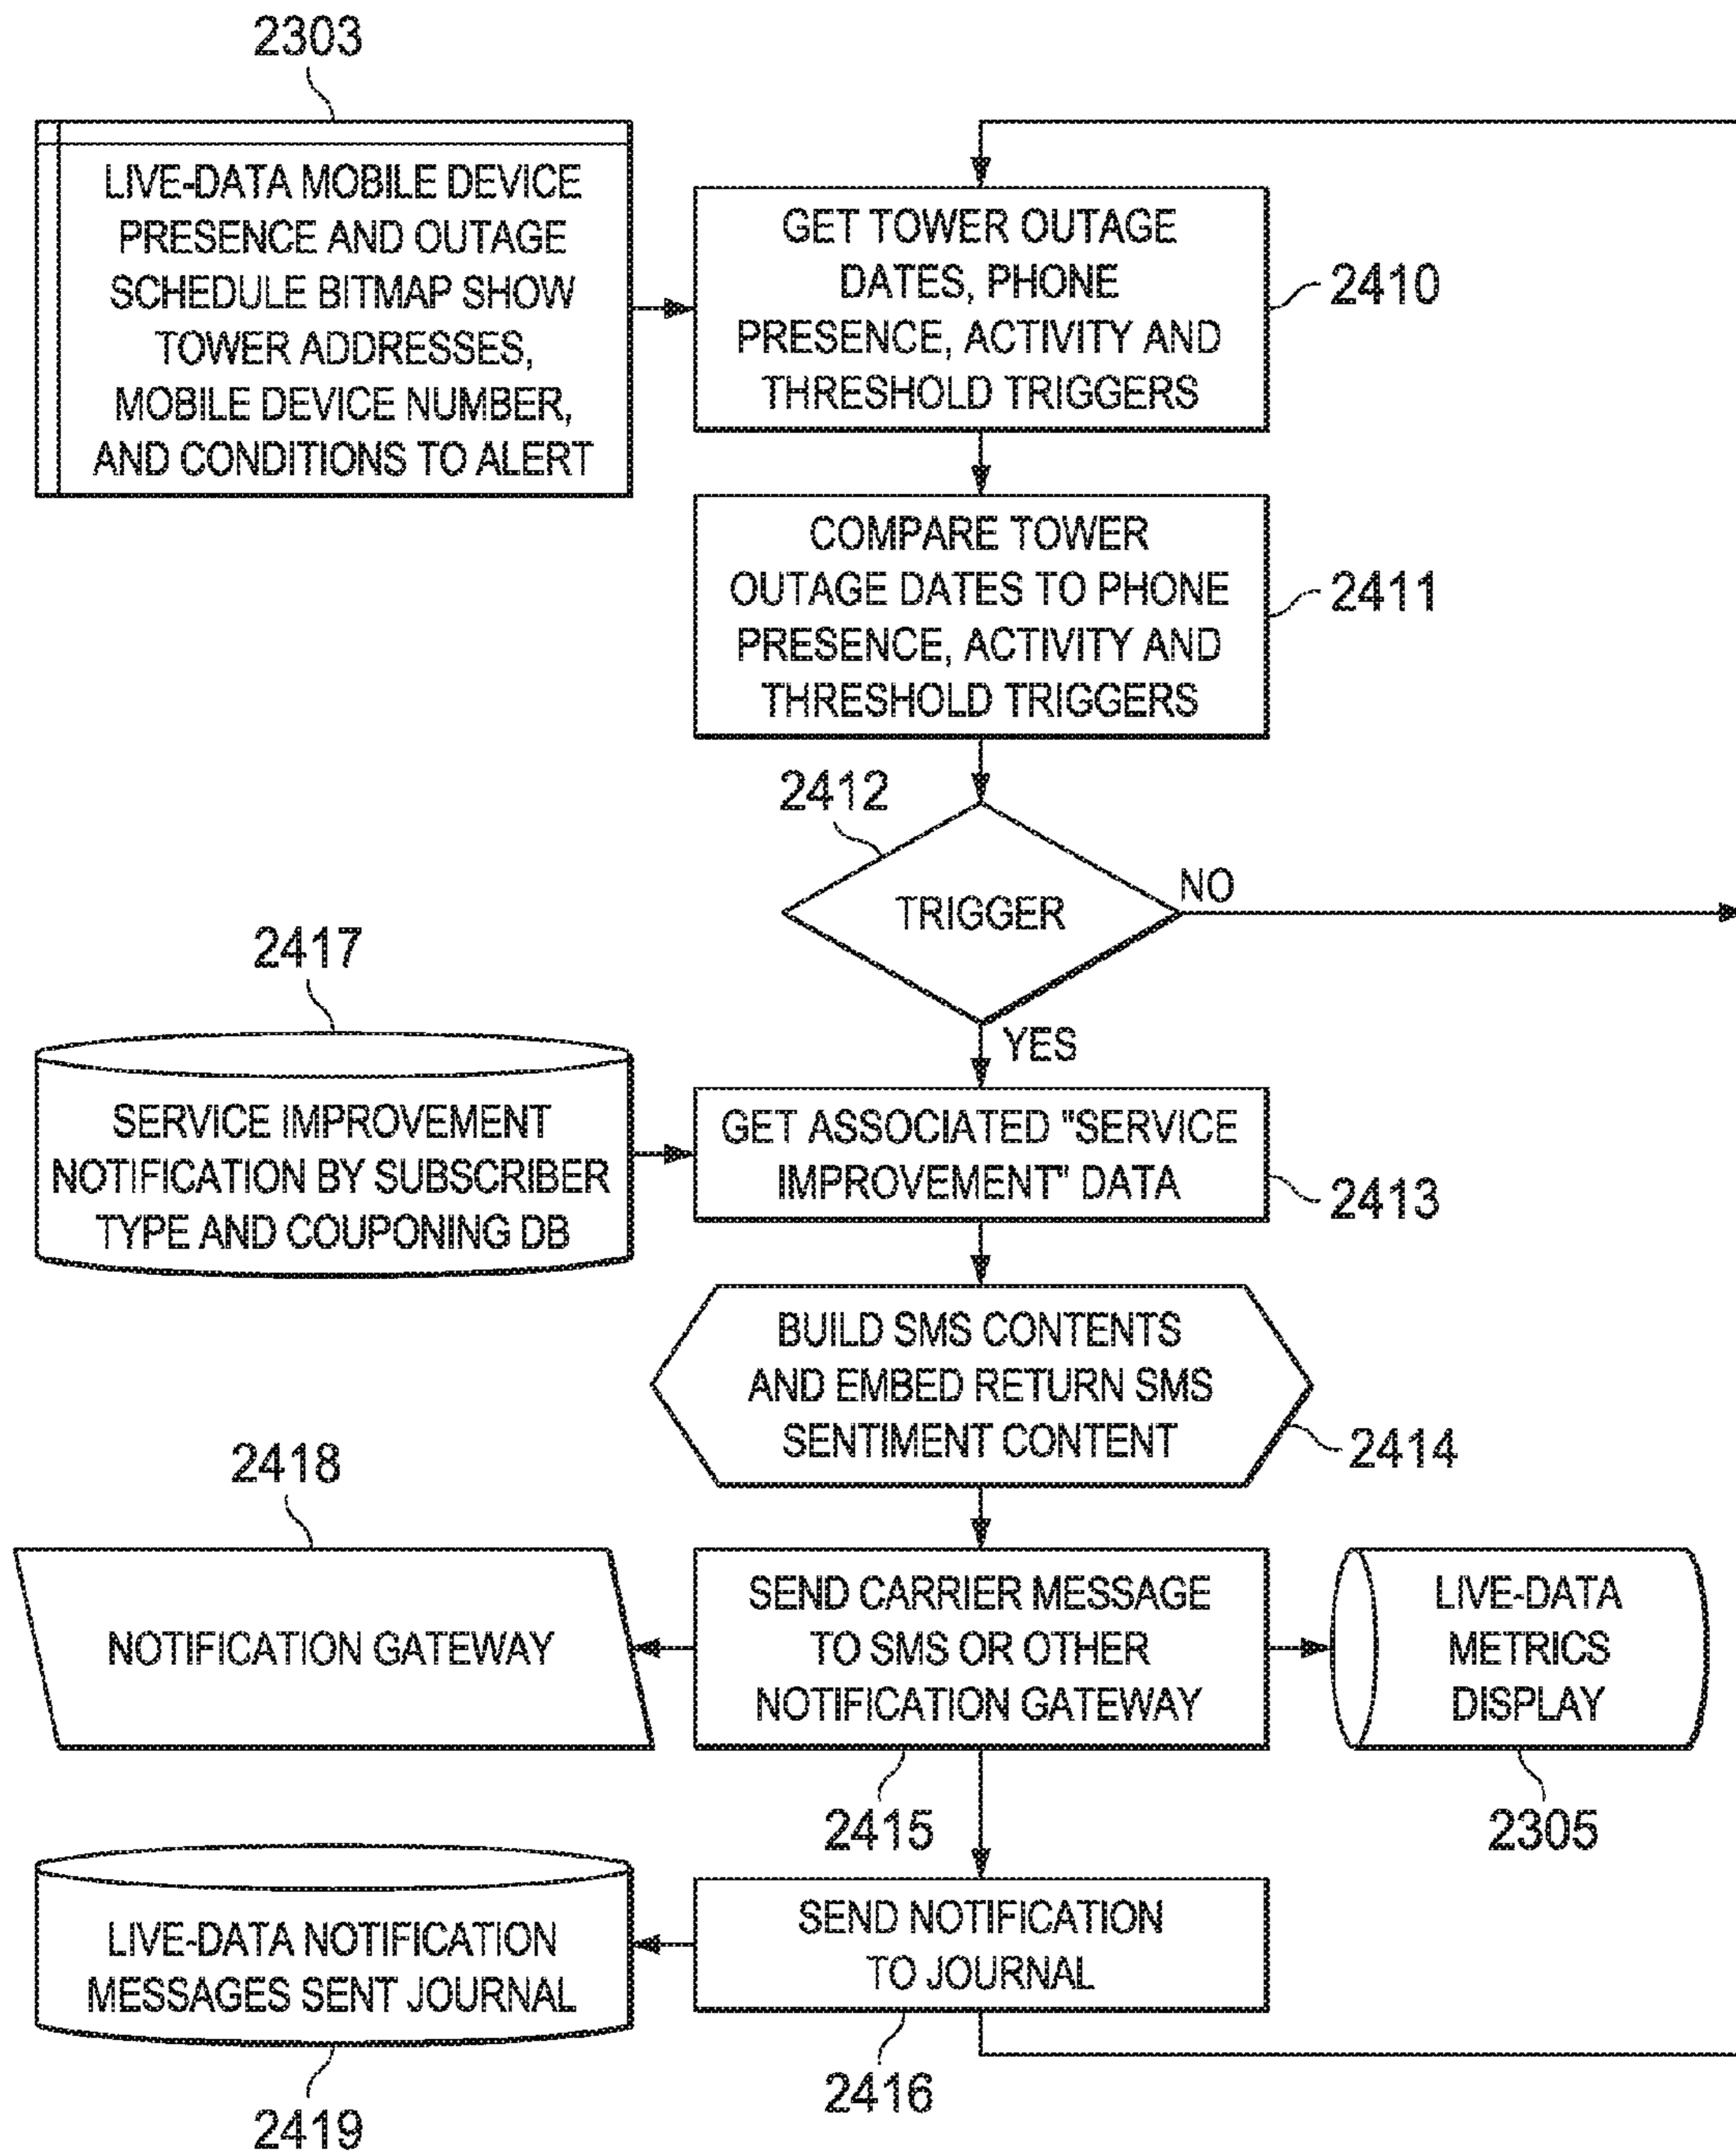 2303
LIVE-DATA MOBILE DEVICE
PRESENCE AND OUTAGE
SCHEDULE BITMAP SHOW
TOWER ADDRESSES,
MOBILE DEVICE NUMBER,
AND CONDITIONS TO ALERT
GET TOWER OUTAGE
DATES, PHONE
PRESENCE, ACTIVITY AND
THRESHOLD TRIGGERS
2410
COMPARE TOWER
OUTAGE DATES TO PHONE
PRESENCE, ACTIVITY AND
THRESHOLD TRIGGERS
2411
2412
TRIGGER
NO
YES
2417
SERVICE IMPROVEMENT
NOTIFICATION BY SUBSCRIBER
TYPE AND COUPONING DB
GET ASSOCIATED "SERVICE
IMPROVEMENT" DATA
2413
BUILD SMS CONTENTS
AND EMBED RETURN SMS
SENTIMENT CONTENT
2414
2418
NOTIFICATION GATEWAY
SEND CARRIER MESSAGE
TO SMS OR OTHER
NOTIFICATION GATEWAY
2415
LIVE-DATA
METRICS
DISPLAY
2305
LIVE-DATA NOTIFICATION
MESSAGES SENT JOURNAL
2419
SEND NOTIFICATION
TO JOURNAL
2416